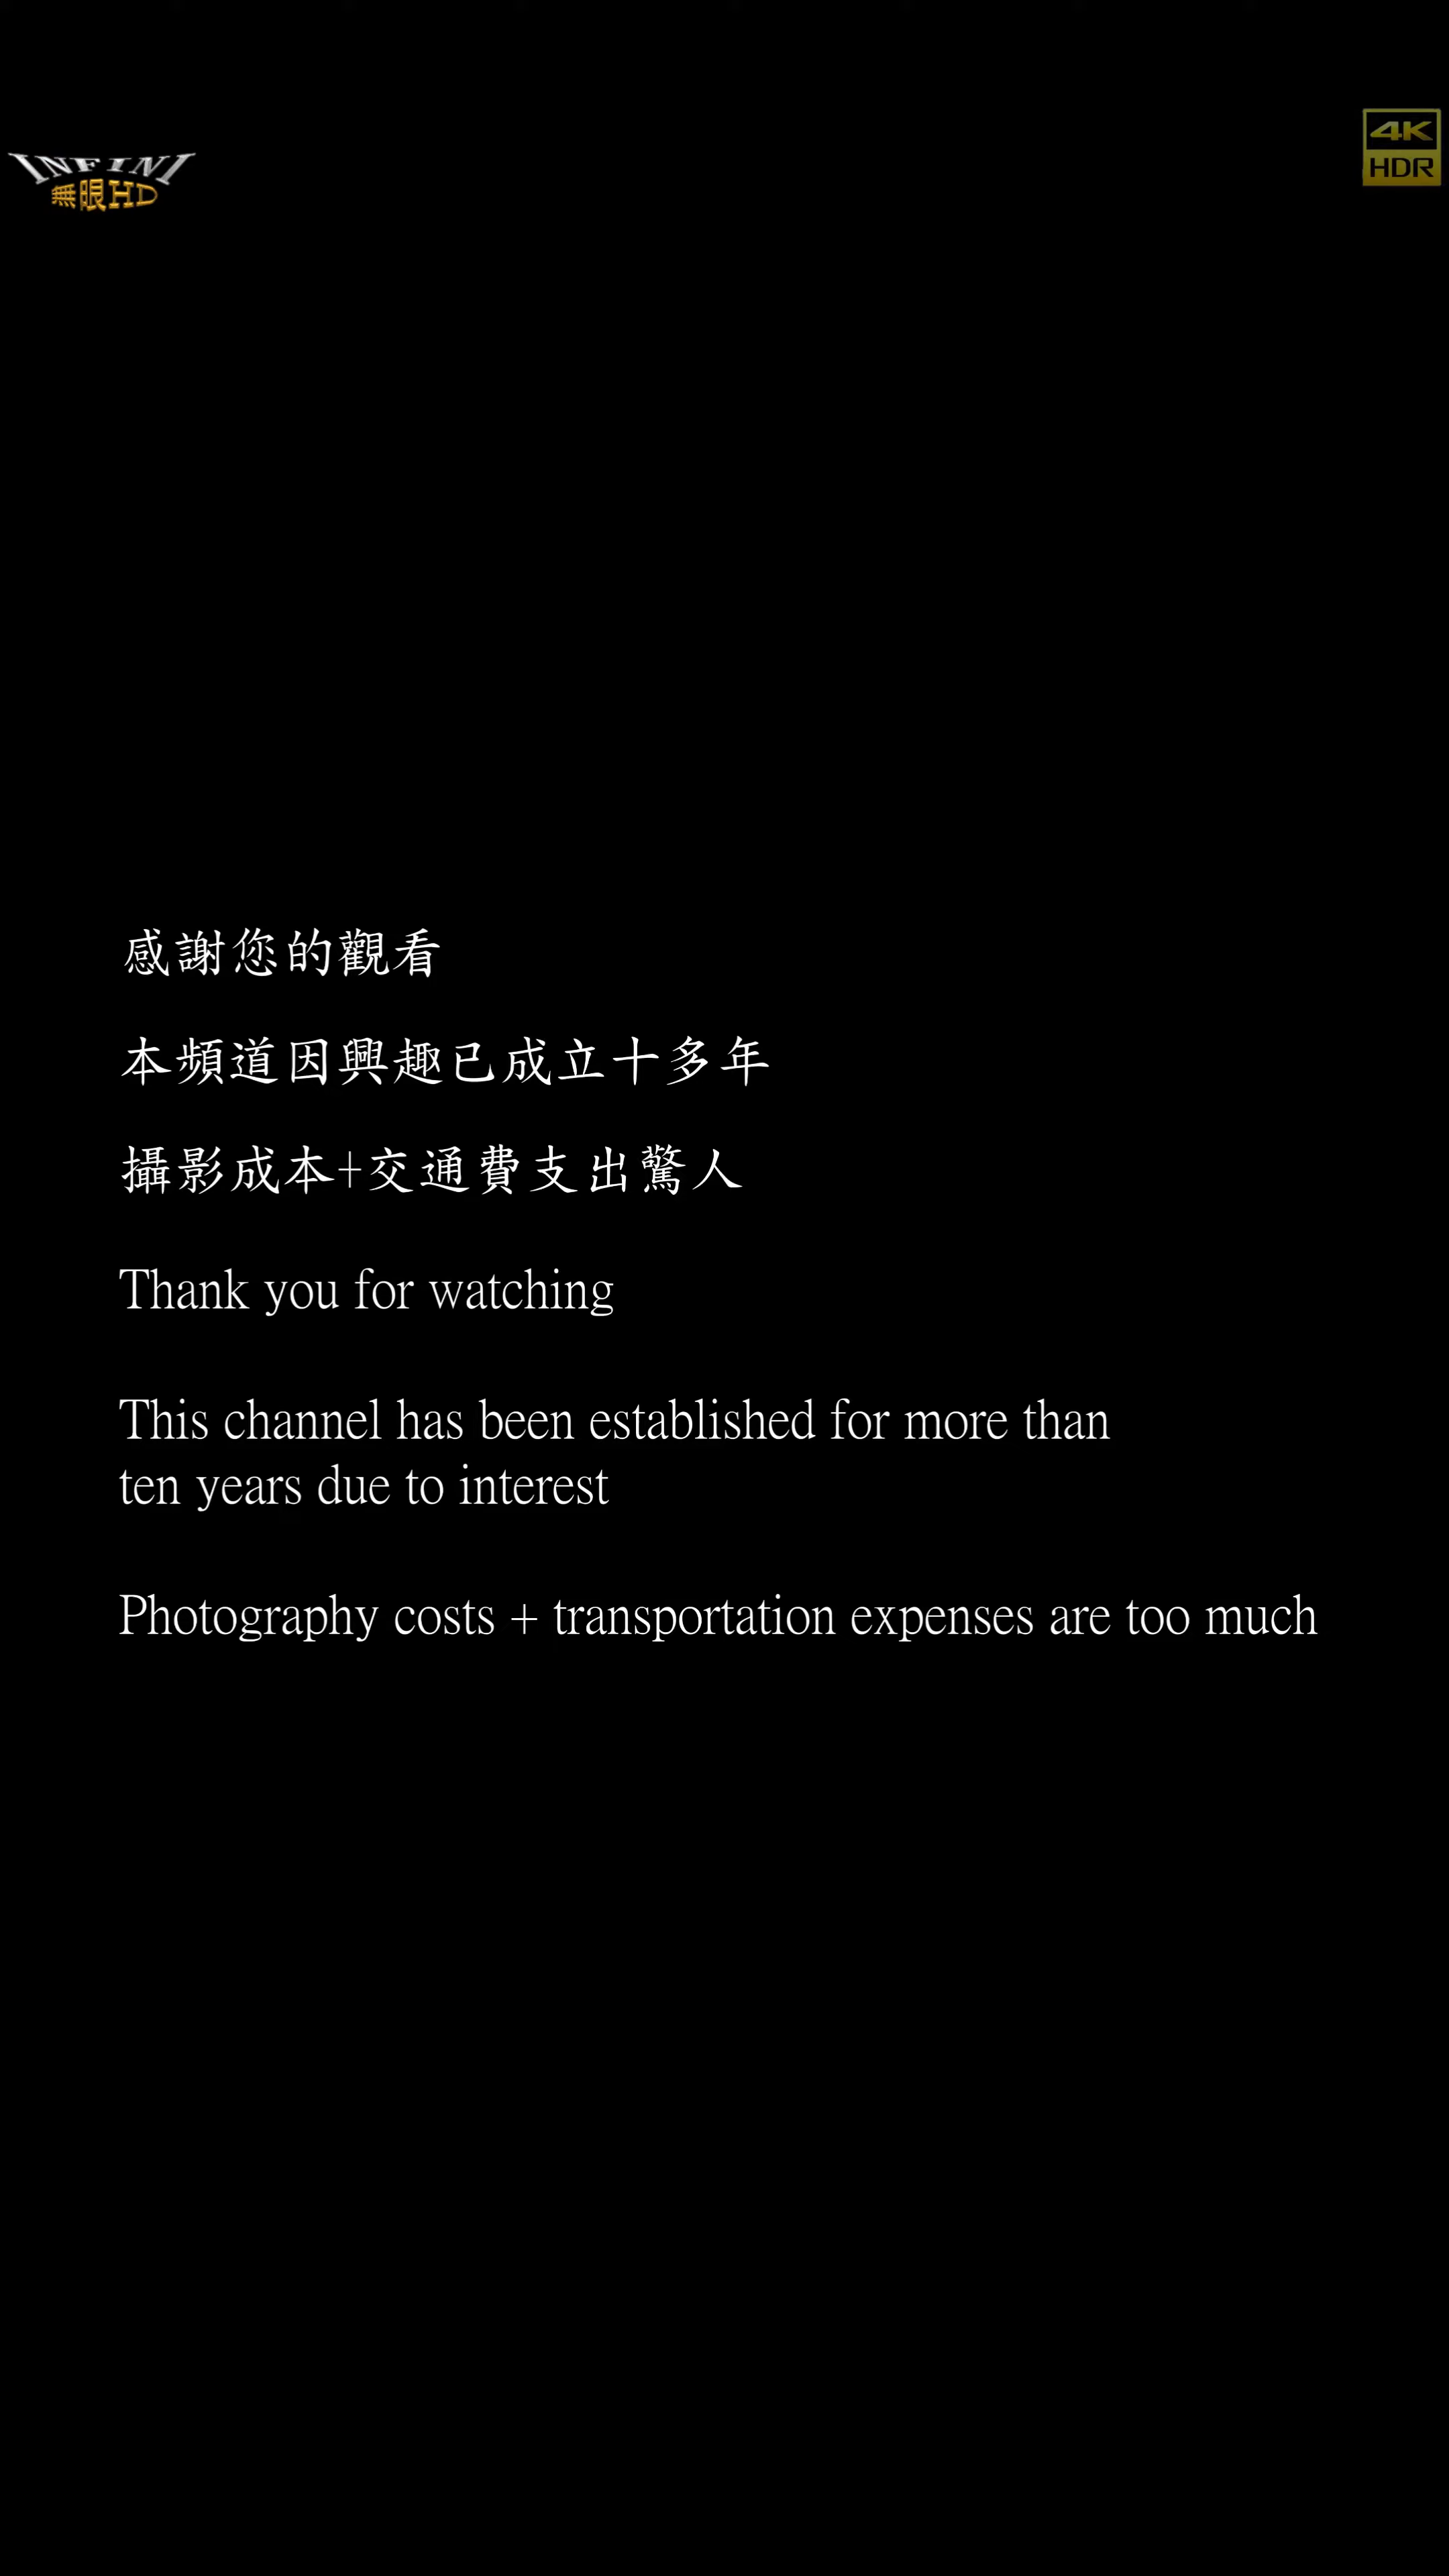 INFINI
無限HD
4K
HDR
感謝您的觀看
本頻道因興趣已成立十多年
攝影成本+交通費支出驚人
Thank you for watching
This channel has been established for more than
ten years due to interest
Photography costs + transportation expenses are too much